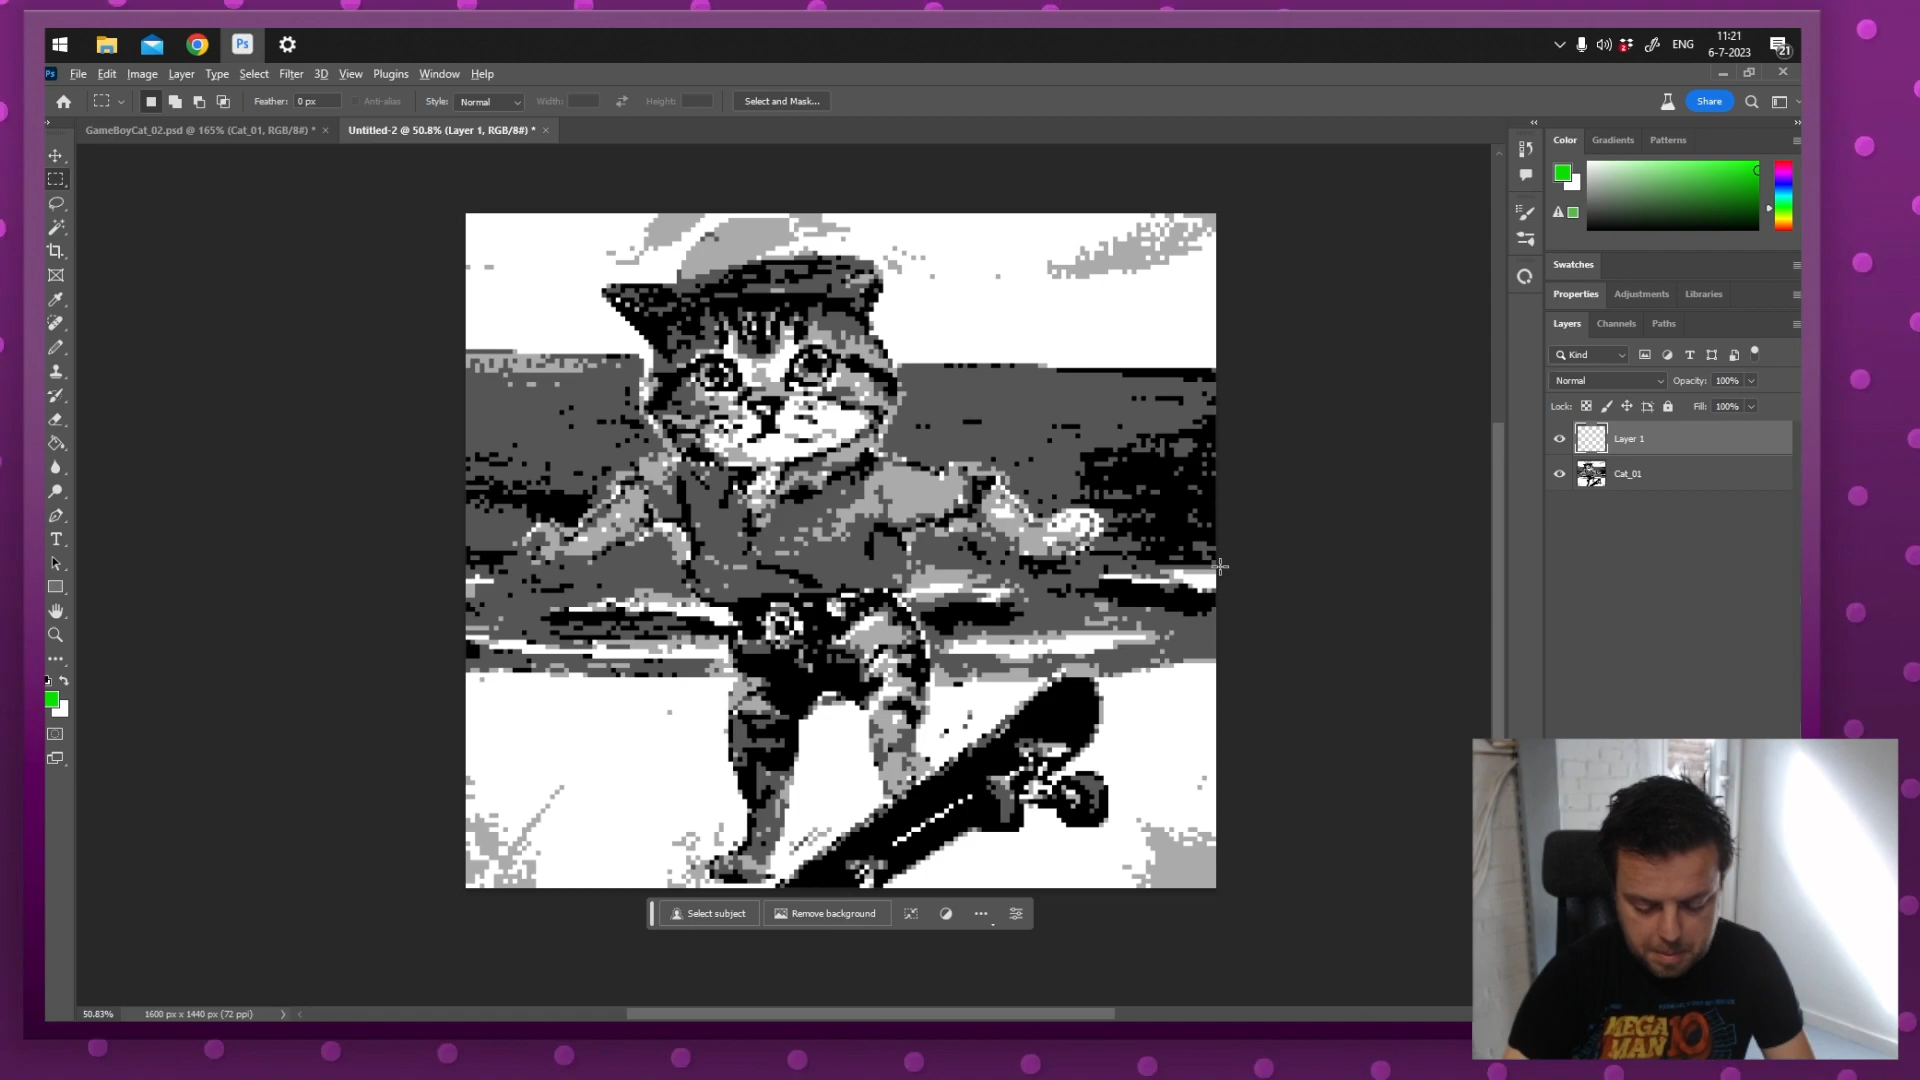 ENG
11:21
6-7-2023
21
Ps
Ps
File Edit Image Layer Type Select Filter 3D View Plugins Window Help
Feather: 0 px Anti-alias Style: Normal Width: Height: Select and Mask... Share
GameBoyCat_02.psd @ 165% (Cat_01, RGB/8#) * × Untitled-2 @ 50.8% (Layer 1, RGB/8#) * ×
Color Gradients Patterns
Swatches
Properties Adjustments Libraries
Layers Channels Paths
Kind
Normal Opacity: 100%
Lock: Fill: 100%
Layer 1
Cat_01
Select subject Remove background
50.83% 1600 px x 1440 px (72 ppi)
MEGA
MAN 10